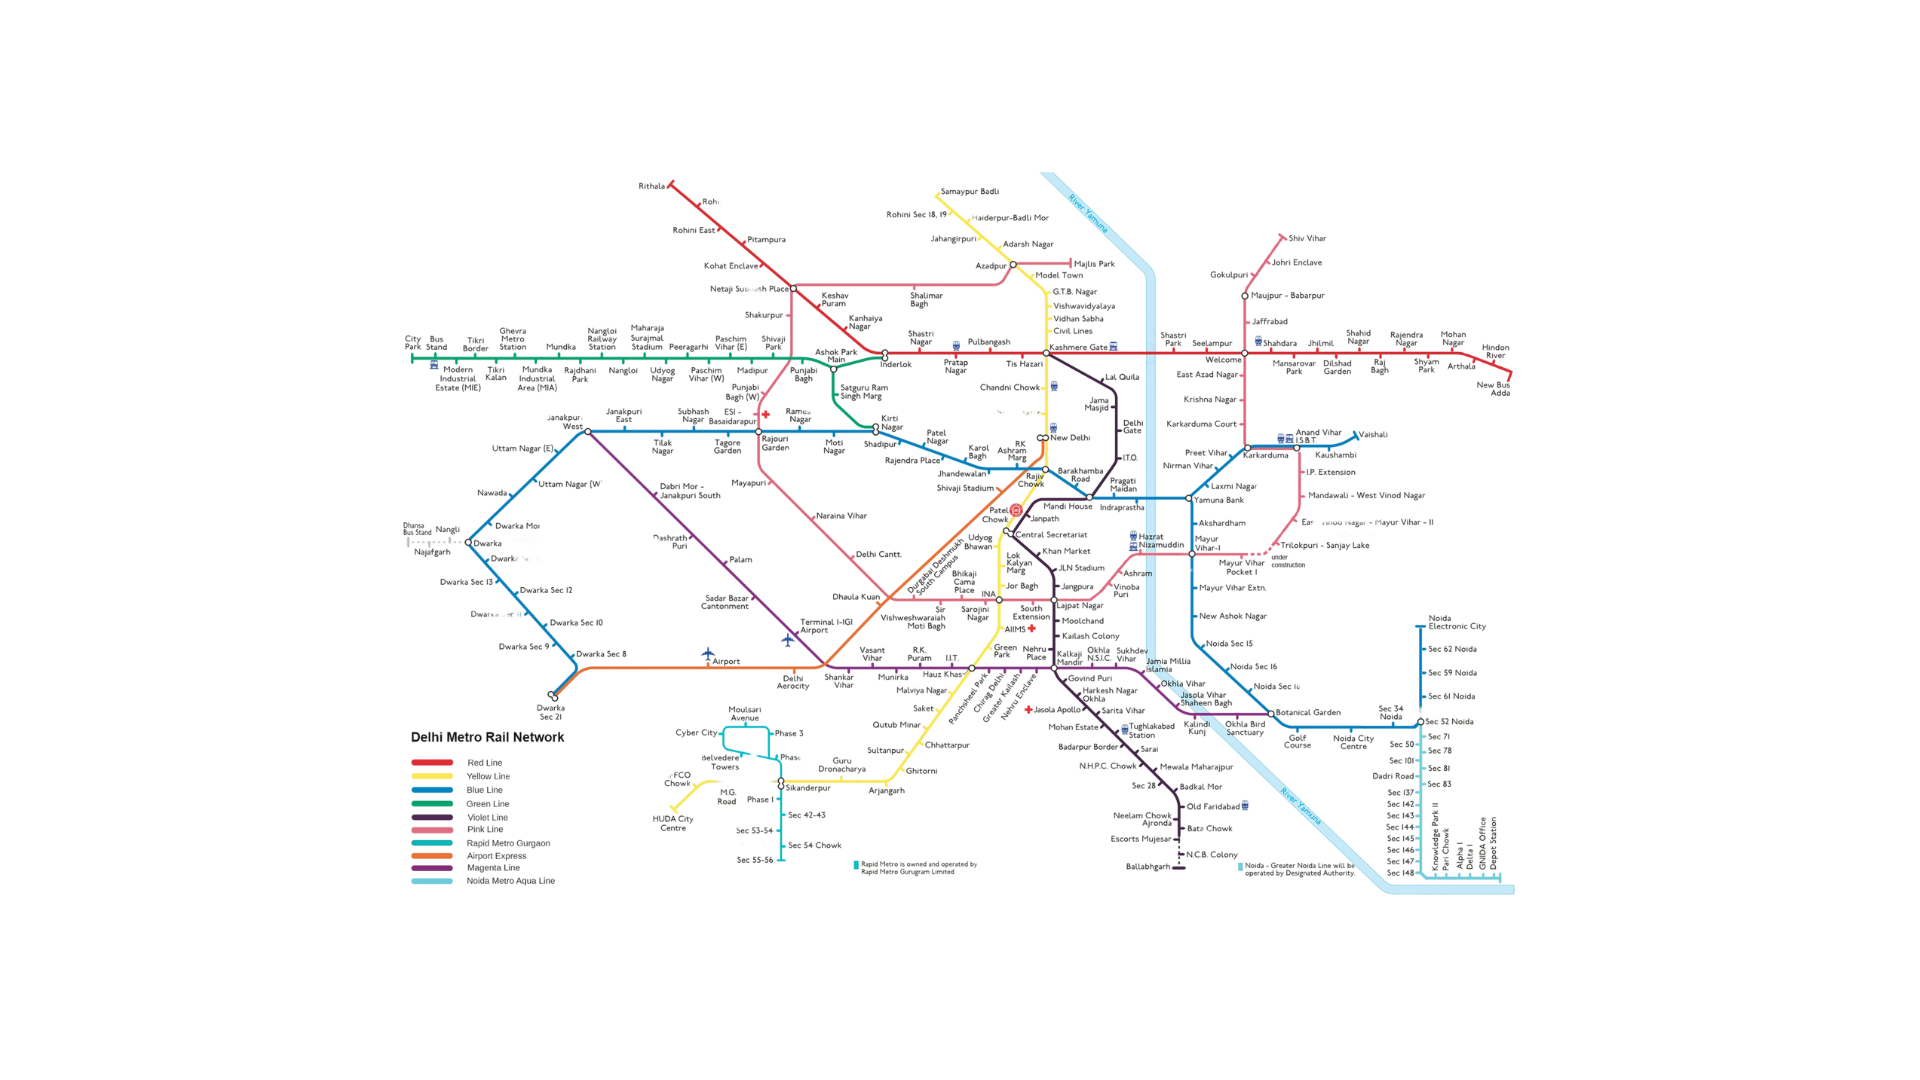 Rithala
Rohini East
Pitampura
Kohat Enclave
Netaji Place
Shakurpur
Keshav
Puram
Kanhaiya
Nagar
Samaypur Badli
Rohini Sec 18, 19
Haiderpur-Badli Mor
Jahangirpuri
Adarsh Nagar
Azadpur
Majlis Park
Model Town
G.T.B. Nagar
Vishwavidyalaya
Vidhan Sabha
Civil Lines
Shalimar
Bagh
River Yamuna
Shiv Vihar
Johri Enclave
Gokulpuri
Maujpur - Babarpur
Jaffrabad
City
Park
Bus
Stand
Modern
Industrial
Estate (MIE)
Tikri
Border
Tikri
Kalan
Ghevra
Metro
Station
Mundka
Industrial
Area (MIA)
Mundka
Rajdhani
Park
Nangloi
Railway
Station
Nangloi
Maharaja
Surajmal
Stadium
Udyog
Nagar
Peeragarhi
Paschim
Vihar (W)
Paschim
Vihar (E)
Madipur
Shivaji
Park
Punjabi
Bagh
Ashok Park
Main
Inderlok
Satguru Ram
Singh Marg
Kirti
Nagar
Punjabi
Bagh (W)
Shastri
Nagar
Pratap
Nagar
Pulbangash
Tis Hazari
Kashmere Gate
Shastri
Park
Seelampur
Welcome
Shahdara
Mansarovar
Park
Jhilmil
Dilshad
Garden
Shahid
Nagar
Raj
Bagh
Rajendra
Nagar
Shyam
Park
Mohan
Nagar
Arthala
Hindon
River
New Bus
Adda
Chandni Chowk
New Delhi
Lal Quila
Jama
Masjid
Delhi
Gate
I.T.O.
East Azad Nagar
Krishna Nagar
Karkarduma Court
Karkarduma
Anand Vihar
I.S.B.T
Kaushambi
Vaishali
Janakpuri
West
Janakpuri
East
Tilak
Nagar
Subhash
Nagar
Tagore
Garden
ESI -
Basaidarapur
Rajouri
Garden
Nagar
Moti
Nagar
Shadipur
Patel
Nagar
Rajendra Place
Karol
Bagh
Jhandewalan
RK
Ashram
Marg
Rajiv
Chowk
Barakhamba
Road
Mandi House
Pragati
Maidan
Indraprastha
Yamuna Bank
Laxmi Nagar
Nirman Vihar
Preet Vihar
Uttam Nagar (E)
Uttam Nagar (W
Nawada
Dwarka
Dhansa
Bus Stand
Nangli
Najafgarh
Dwarka
Dwarka Sec 13
Dwarka Sec 12
Dwarka Sec 10
Dwarka Sec 9
Dwarka Sec 8
Dwarka
Sec 21
Dabri Mor -
Janakpuri South
Dashrath
Puri
Palam
Sadar Bazar
Cantonment
Terminal 1-IGI
Airport
Mayapuri
Naraina Vihar
Delhi Cantt.
Dhaula Kuan
Durgabai Deshmukh
South Campus
Shivaji Stadium
Patel
Chowk
Janpath
Central Secretariat
Udyog
Bhawan
Lok
Kalyan
Marg
Jor Bagh
INA
Khan Market
JLN Stadium
Jangpura
Lajpat Nagar
Bhikaji
Cama
Place
Sir
Vishweshwaraiah
Moti Bagh
Sarojini
Nagar
South
Extension
AIIMS
Green
Park
Moolchand
Kailash Colony
Nehru
Place
Kalkaji
Mandir
Vinoba
Puri
Ashram
Hazrat
Nizamuddin
Akshardham
Mayur
Vihar-I
Mayur Vihar
Pocket I
under
construction
Trilokpuri - Sanjay Lake
Nagar - Mayur Vihar - II
Mandawali - West Vinod Nagar
I.P. Extension
Mayur Vihar Extn.
New Ashok Nagar
Noida Sec 15
Noida Sec 16
Noida Sec
Botanical Garden
Golf
Course
Noida City
Centre
Sec 34
Noida
Sec 52 Noida
Sec 61 Noida
Sec 59 Noida
Sec 62 Noida
Noida
Electronic City
Airport
Delhi
Aerocity
Shankar
Vihar
Vasant
Vihar
Munirka
R.K.
Puram
I.I.T.
Hauz Khas
Panchsheel Park
Chirag Delhi
Greater Kailash
Nehru Enclave
Okhla
N.S.I.C.
Sukhdev
Vihar
Jamia Millia
Islamia
Okhla Vihar
Jasola Vihar
Shaheen Bagh
Kalindi
Kunj
Okhla Bird
Sanctuary
Govind Puri
Harkesh Nagar
Okhla
Jasola Apollo
Sarita Vihar
Mohan Estate
Tughlakabad
Station
Badarpur Border
Sarai
N.H.P.C. Chowk
Mewala Maharajpur
Sec 28
Badkal Mor
Old Faridabad
Neelam Chowk
Ajronda
Bata Chowk
Escorts Mujesar
N.C.B. Colony
Ballabhgarh
Malviya Nagar
Saket
Qutub Minar
Chhattarpur
Sultanpur
Ghitorni
Arjangarh
Guru
Dronacharya
Sikanderpur
M.G.
Road
Chowk
HUDA City
Centre
Moulsari
Avenue
Cyber City
Phase 3
Belvedere
Towers
Phase 1
Sec 42-43
Sec 53-54
Sec 54 Chowk
Sec 55-56
Sec 71
Sec 50
Sec 78
Sec 101
Sec 81
Dadri Road
Sec 83
Sec 137
Sec 142
Sec 143
Sec 144
Sec 145
Sec 146
Sec 147
Sec 148
Knowledge Park II
Pari Chowk
Alpha 1
Delta 1
GNIDA Office
Depot Station
River Yamuna
Delhi Metro Rail Network
Red Line
Yellow Line
Blue Line
Green Line
Violet Line
Pink Line
Rapid Metro Gurgaon
Airport Express
Magenta Line
Noida Metro Aqua Line
Rapid Metro is owned and operated by
Rapid Metro Gurugram Limited
Noida - Greater Noida Line will be
operated by Designated Authority.